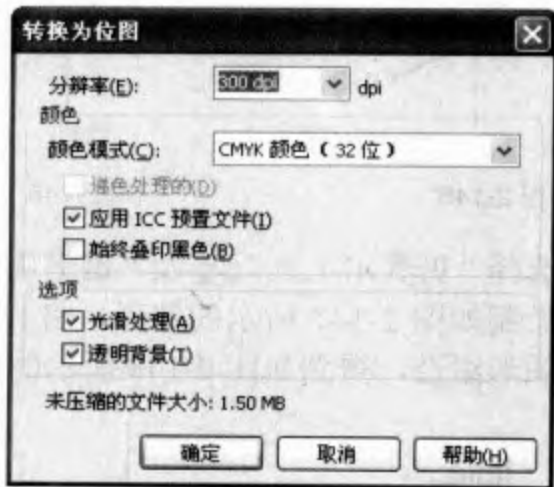 转换为位图
分辨率(E): 300 dpi dpi
颜色
颜色模式(C): CMYK 颜色（32 位）
递色处理的(D)
应用 ICC 预置文件(I)
始终叠印黑色(B)
选项
光滑处理(A)
透明背景(T)
未压缩的文件大小: 1.50 MB
确定 取消 帮助(H)